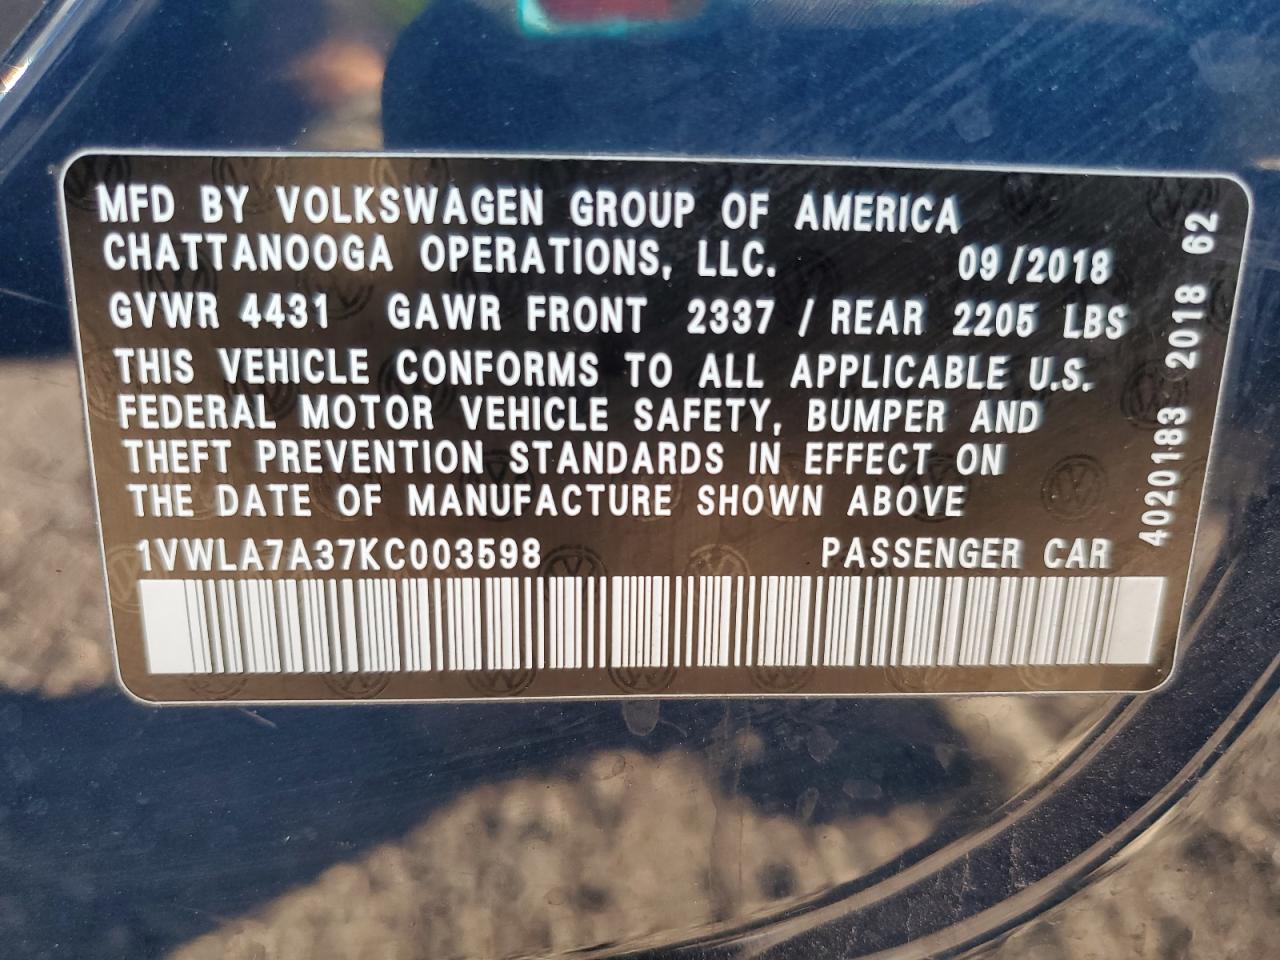 MFD BY VOLKSWAGEN GROUP OF AMERICA
CHATTANOOGA OPERATIONS, LLC. 09/2018
GVWR 4431 GAWR FRONT 2337 / REAR 2205 LBS
THIS VEHICLE CONFORMS TO ALL APPLICABLE U.S.
FEDERAL MOTOR VEHICLE SAFETY, BUMPER AND
THEFT PREVENTION STANDARDS IN EFFECT ON
THE DATE OF MANUFACTURE SHOWN ABOVE
1VWLA7A37KC003598 PASSENGER CAR
4020183 2018 62